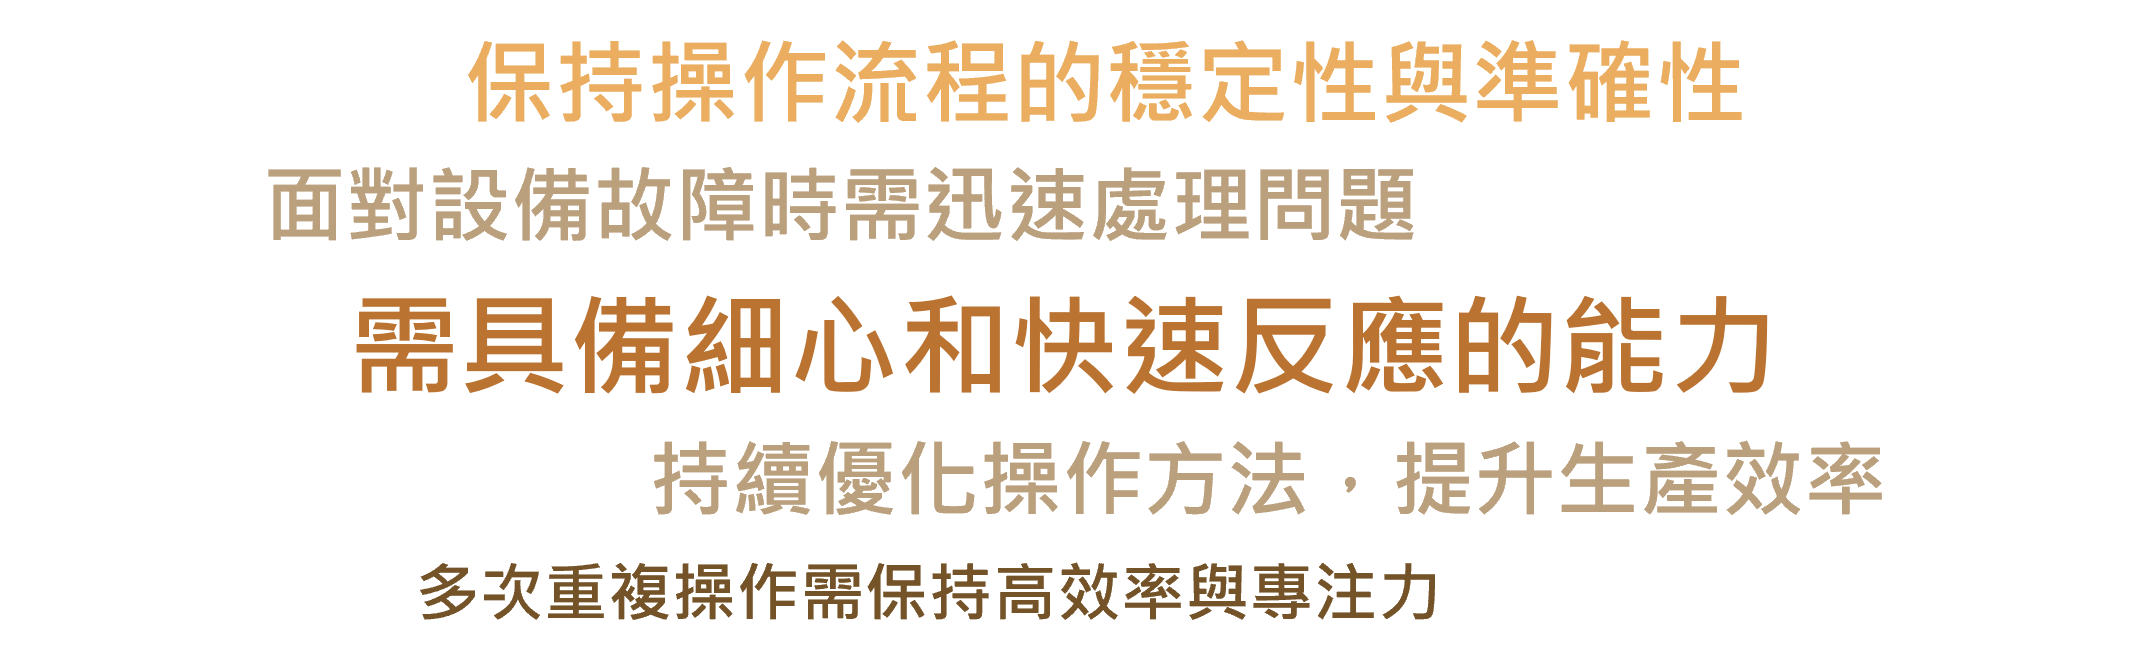 保持操作流程的穩定性與準確性
面對設備故障時需迅速處理問題
需具備細心和快速反應的能力
持續優化操作方法，提升生產效率
多次重複操作需保持高效率與專注力